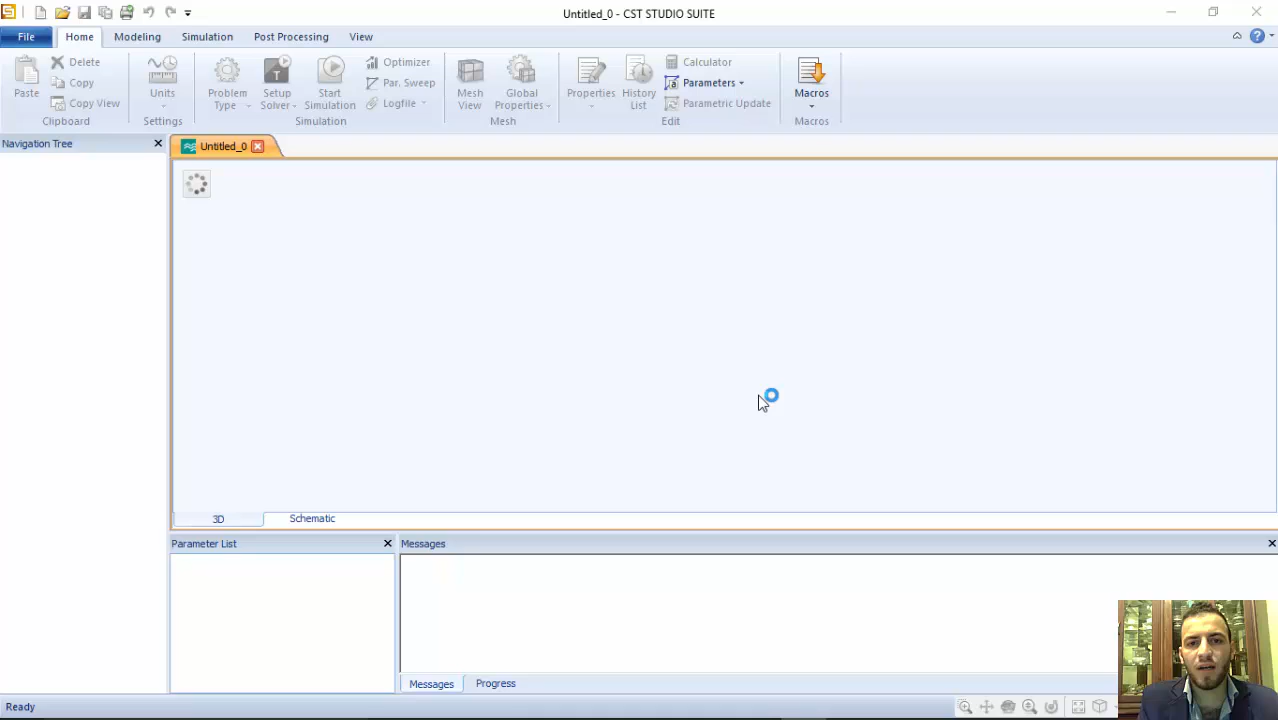 Untitled_0 - CST STUDIO SUITE
File Home Modeling Simulation Post Processing View
Paste
Delete
Copy
Copy View
Clipboard
Units
Settings
Problem Type
Setup Solver
Start Simulation
Optimizer
Par. Sweep
Logfile
Simulation
Mesh View
Global Properties
Mesh
Properties
History List
Calculator
Parameters
Parametric Update
Edit
Macros
Macros
Navigation Tree
Untitled_0
3D Schematic
Parameter List
Messages
Messages Progress
Ready